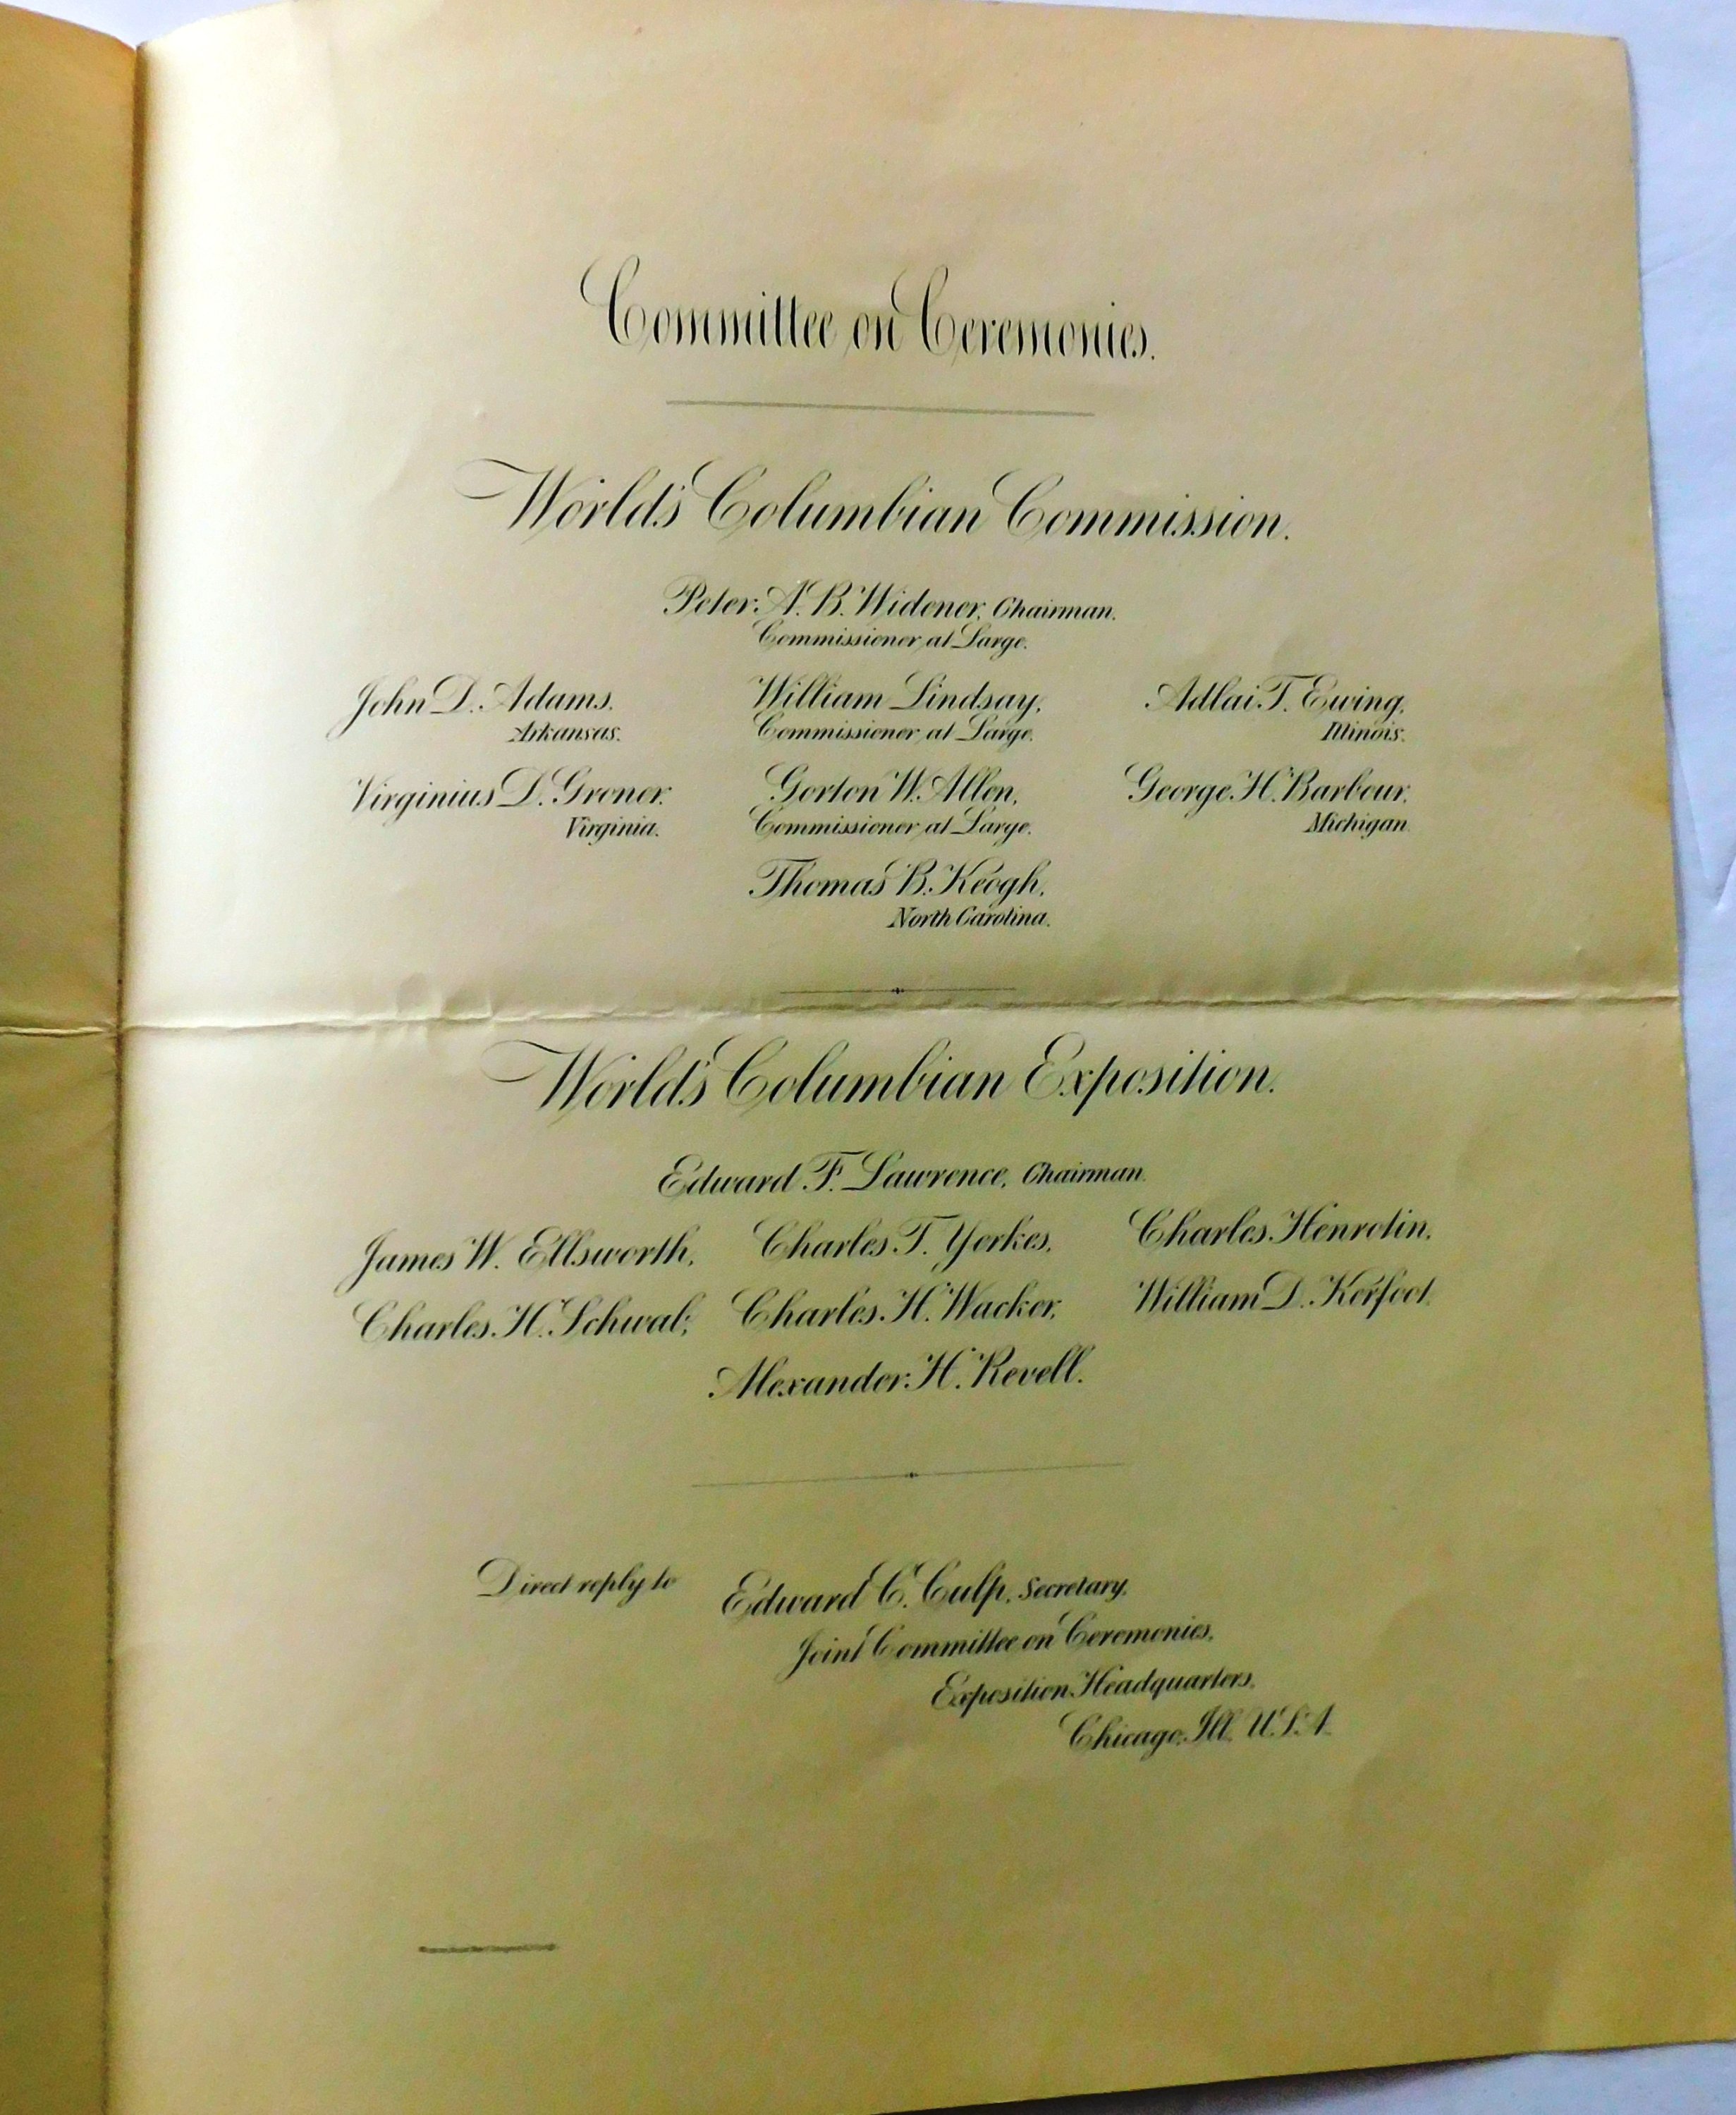 Committee on Ceremonies.
World's Columbian Commission.
Peter A. B. Widener, Chairman.
Commissioner at Large.
John D. Adams, William Lindsay, Adlai T. Ewing,
Arkansas. Commissioner at Large. Illinois.
Virginius D. Groner, Gorton W. Allen, George H. Barbour,
Virginia. Commissioner at Large. Michigan.
Thomas B. Keogh,
North Carolina.
World's Columbian Exposition.
Edward F. Lawrence, Chairman.
James W. Ellsworth, Charles T. Yerkes, Charles Henrotin,
Charles H. Schwab, Charles H. Wacker, William D. Kerfoot.
Alexander H. Revell.
Direct reply to Edward C. Culp, Secretary,
Joint Committee on Ceremonies,
Exposition Headquarters,
Chicago, Ill. U.S.A.